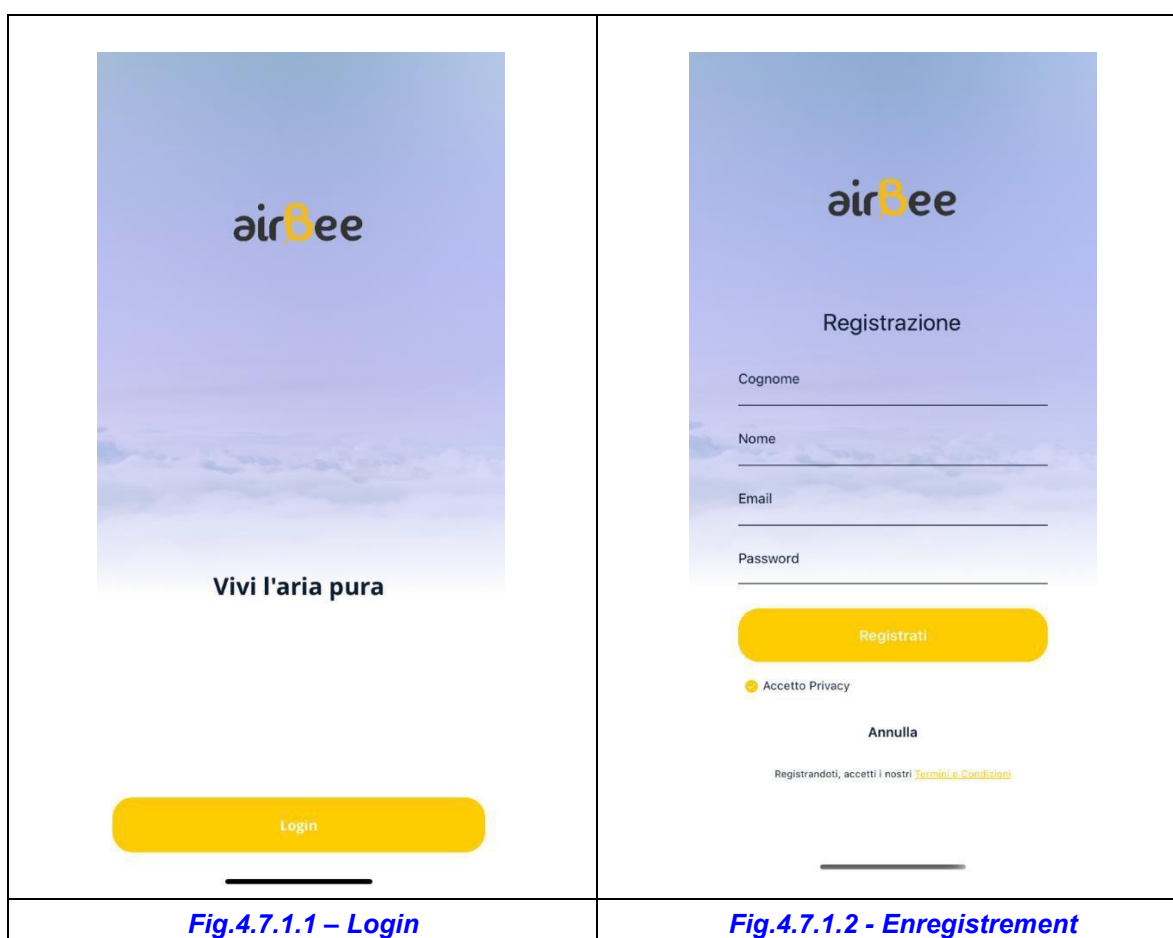 airBee
Vivi l'aria pura
Login
Fig.4.7.1.1 – Login
airBee
Registrazione
Cognome
Nome
Email
Password
Registrati
Accetto Privacy
Annulla
Registrandoti, accetti i nostri Termini e Condizioni
Fig.4.7.1.2 - Enregistrement